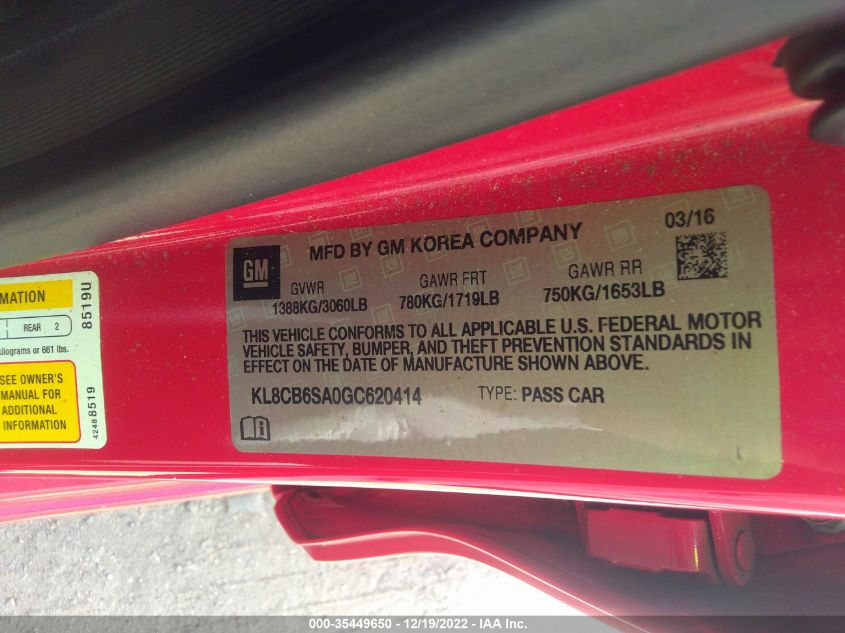 MFD BY GM KOREA COMPANY
03/16
GM
GVWR
GAWR FRT
GAWR RR
1388KG/3060LB
780KG/1719LB
750KG/1653LB
THIS VEHICLE CONFORMS TO ALL APPLICABLE U.S. FEDERAL MOTOR
VEHICLE SAFETY, BUMPER, AND THEFT PREVENTION STANDARDS IN
EFFECT ON THE DATE OF MANUFACTURE SHOWN ABOVE.
KL8CB6SA0GC620414
TYPE: PASS CAR
MATION
REAR 2
kilograms or 661 lbs.
SEE OWNER'S
MANUAL FOR
ADDITIONAL
INFORMATION
8519U
42488519
000-35449650 - 12/19/2022 - IAA Inc.